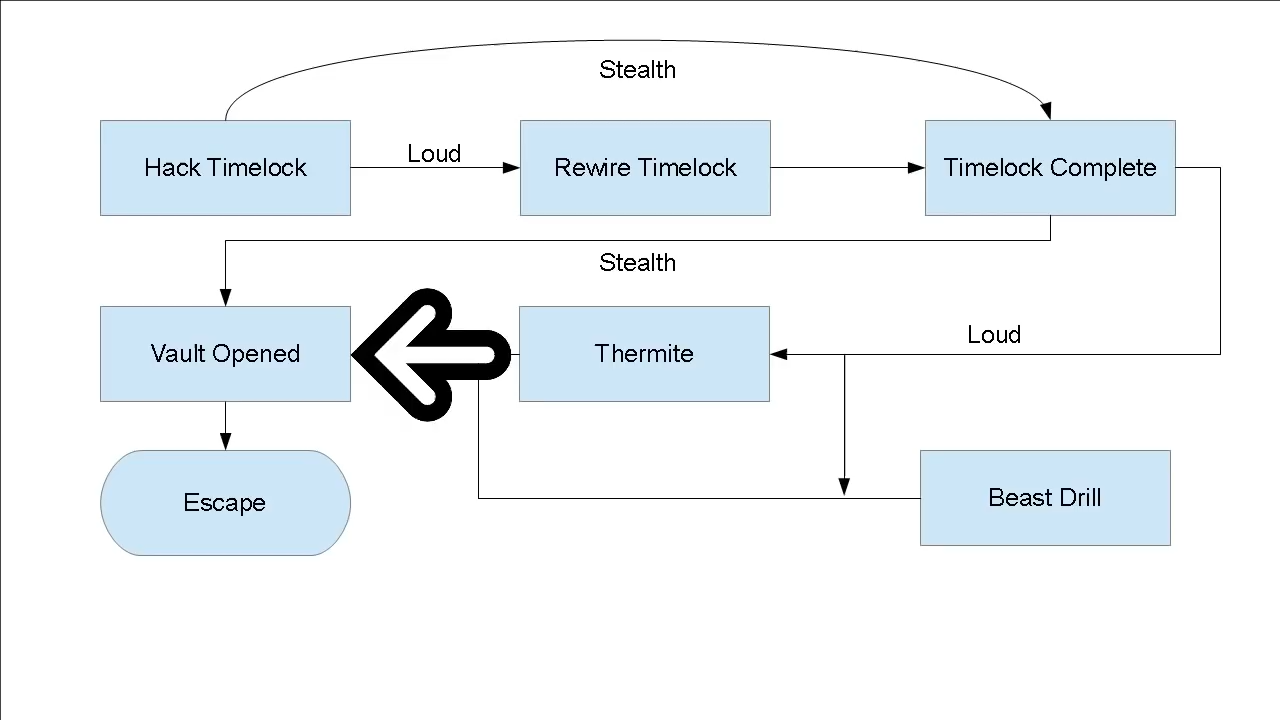 Stealth
Hack Timelock
Loud
Rewire Timelock
Timelock Complete
Stealth
Vault Opened
Thermite
Loud
Escape
Beast Drill